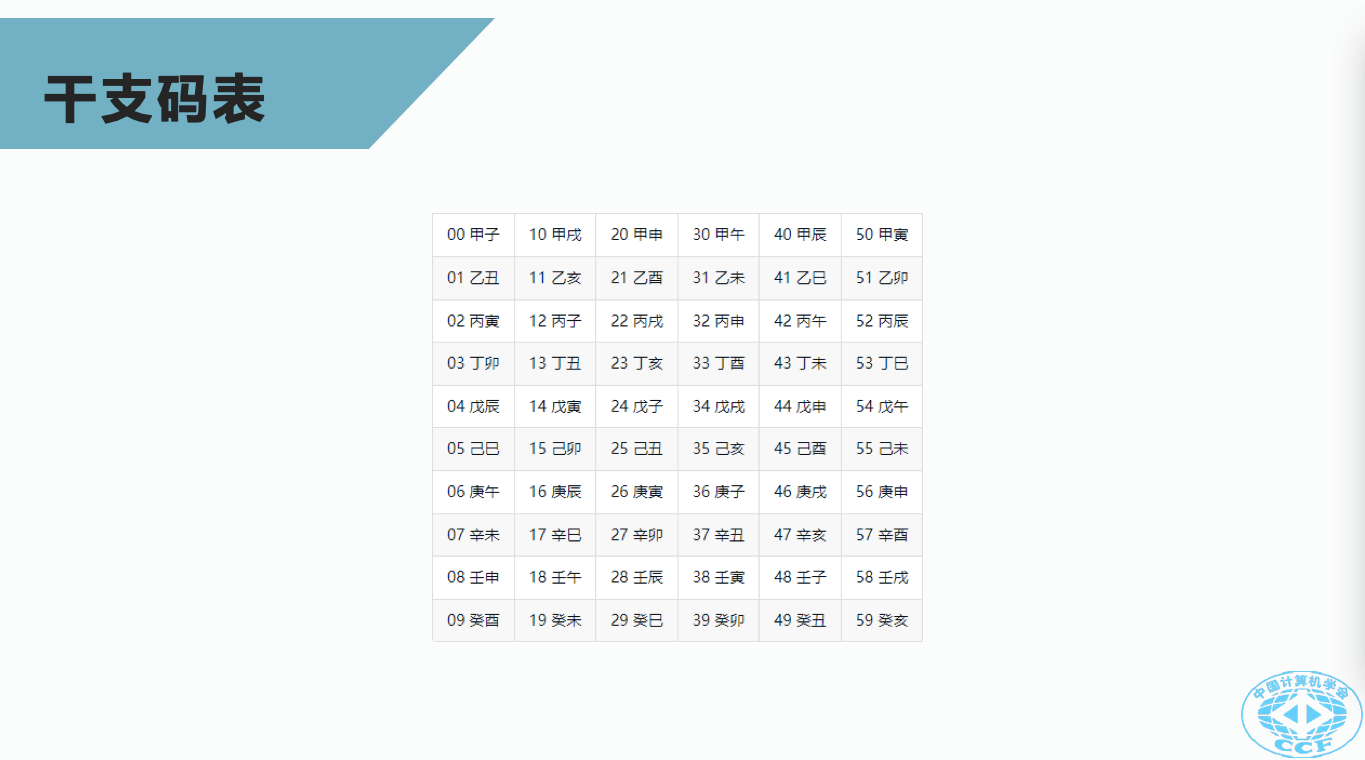 干支码表
00 甲子 10 甲戌 20 甲申 30 甲午 40 甲辰 50 甲寅
01 乙丑 11 乙亥 21 乙酉 31 乙未 41 乙巳 51 乙卯
02 丙寅 12 丙子 22 丙戌 32 丙申 42 丙午 52 丙辰
03 丁卯 13 丁丑 23 丁亥 33 丁酉 43 丁未 53 丁巳
04 戊辰 14 戊寅 24 戊子 34 戊戌 44 戊申 54 戊午
05 己巳 15 己卯 25 己丑 35 己亥 45 己酉 55 己未
06 庚午 16 庚辰 26 庚寅 36 庚子 46 庚戌 56 庚申
07 辛未 17 辛巳 27 辛卯 37 辛丑 47 辛亥 57 辛酉
08 壬申 18 壬午 28 壬辰 38 壬寅 48 壬子 58 壬戌
09 癸酉 19 癸未 29 癸巳 39 癸卯 49 癸丑 59 癸亥
中国计算机学会
CCF